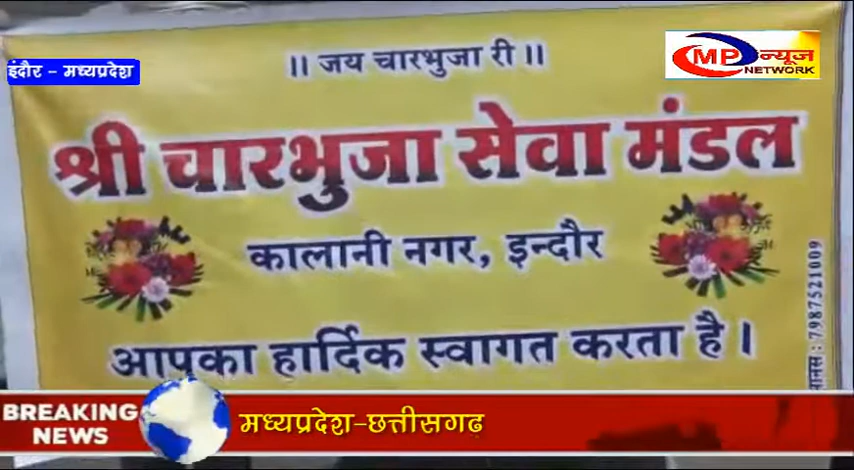 इंदौर - मध्यप्रदेश
|| जय चारभुजा री ||
MP न्यूज
NETWORK
श्री चारभुजा सेवा मंडल
कालानी नगर, इन्दौर
आपका हार्दिक स्वागत करता है।
मानस : 7987521009
BREAKING NEWS
मध्यप्रदेश-छत्तीसगढ़